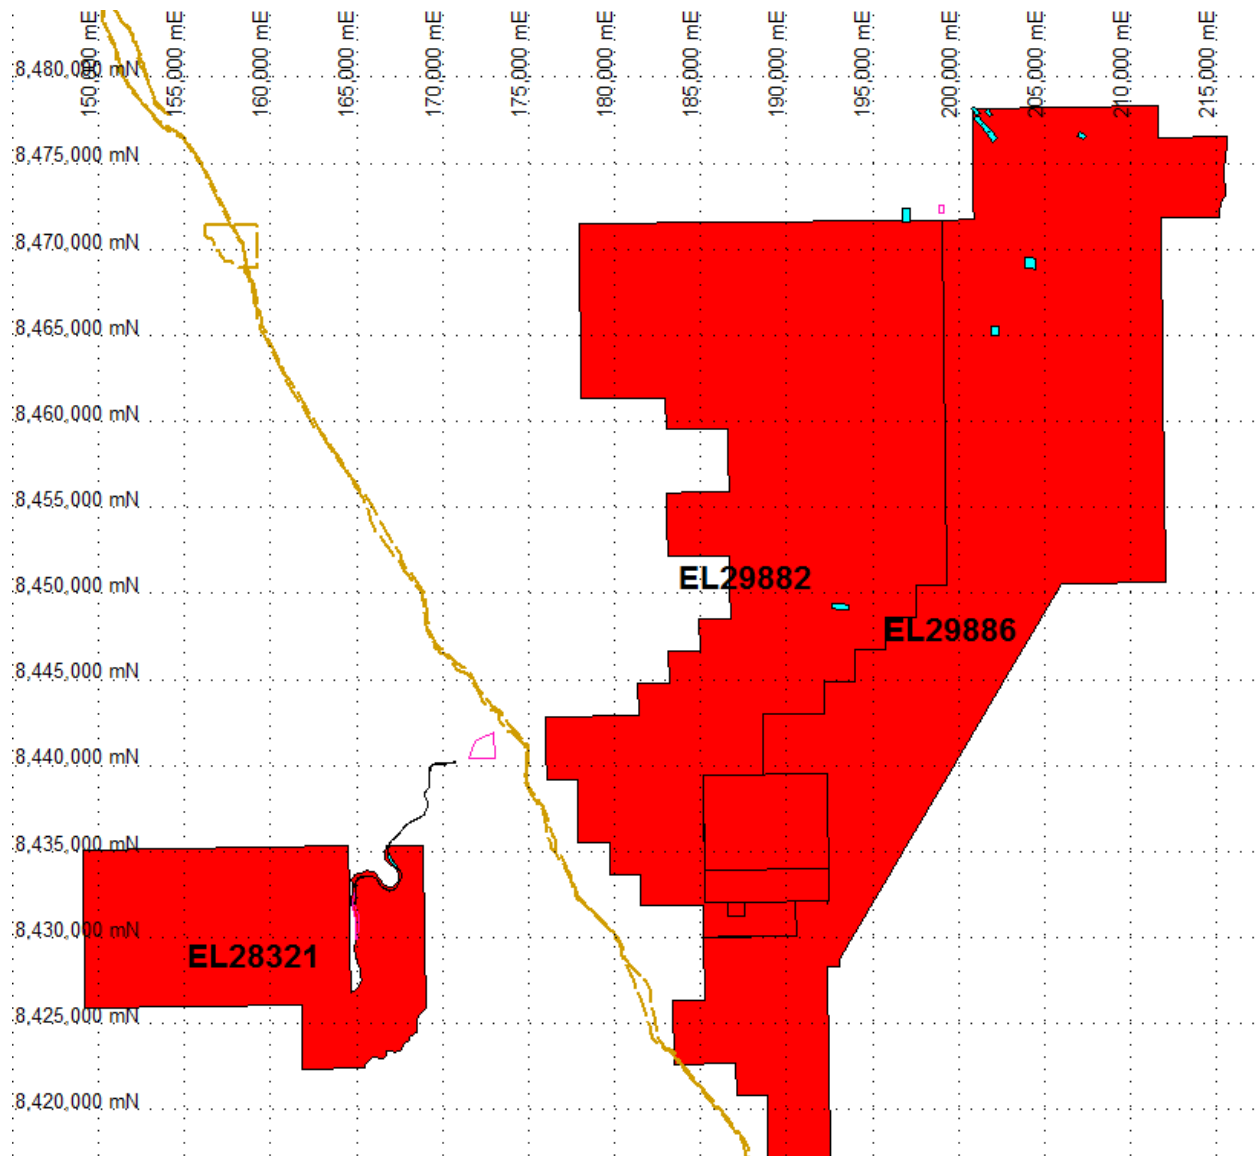 150,000 mE
155,000 mE
160,000 mE
165,000 mE
170,000 mE
175,000 mE
180,000 mE
185,000 mE
190,000 mE
195,000 mE
200,000 mE
205,000 mE
210,000 mE
215,000 mE
8,480,000 mN
8,475,000 mN
8,470,000 mN
8,465,000 mN
8,460,000 mN
8,455,000 mN
8,450,000 mN
EL29882
EL29886
8,445,000 mN
8,440,000 mN
8,435,000 mN
8,430,000 mN
EL28321
8,425,000 mN
8,420,000 mN